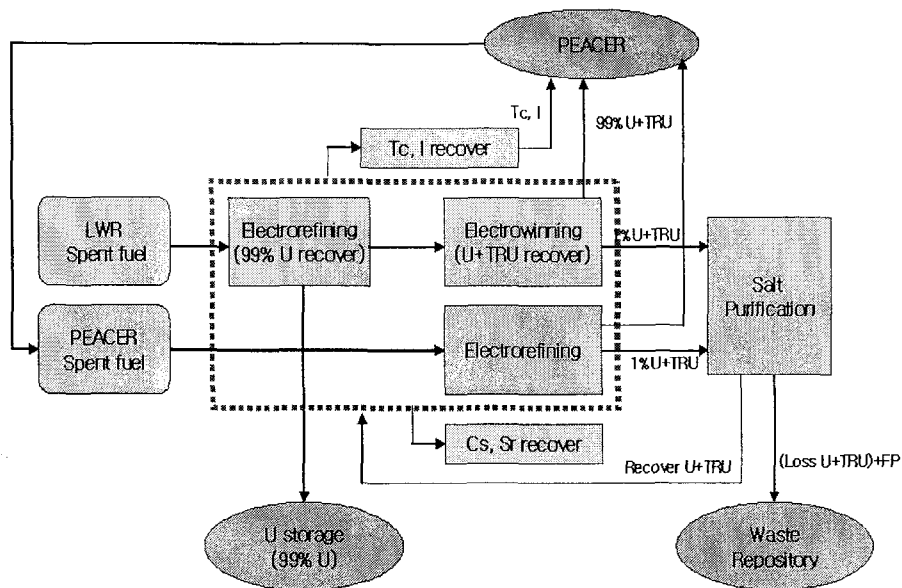 PEACER
Tc, I
99% U+TRU
Tc, I recover
LWR
Spent fuel
Electrorefining
(99% U recover)
Electrowinning
(U+TRU recover)
%U+TRU
Salt
Purification
PEACER
Spent fuel
Electrorefining
1%U+TRU
Cs, Sr recover
Recover U+TRU
(Loss U+TRU)+FP
U storage
(99% U)
Waste
Repository